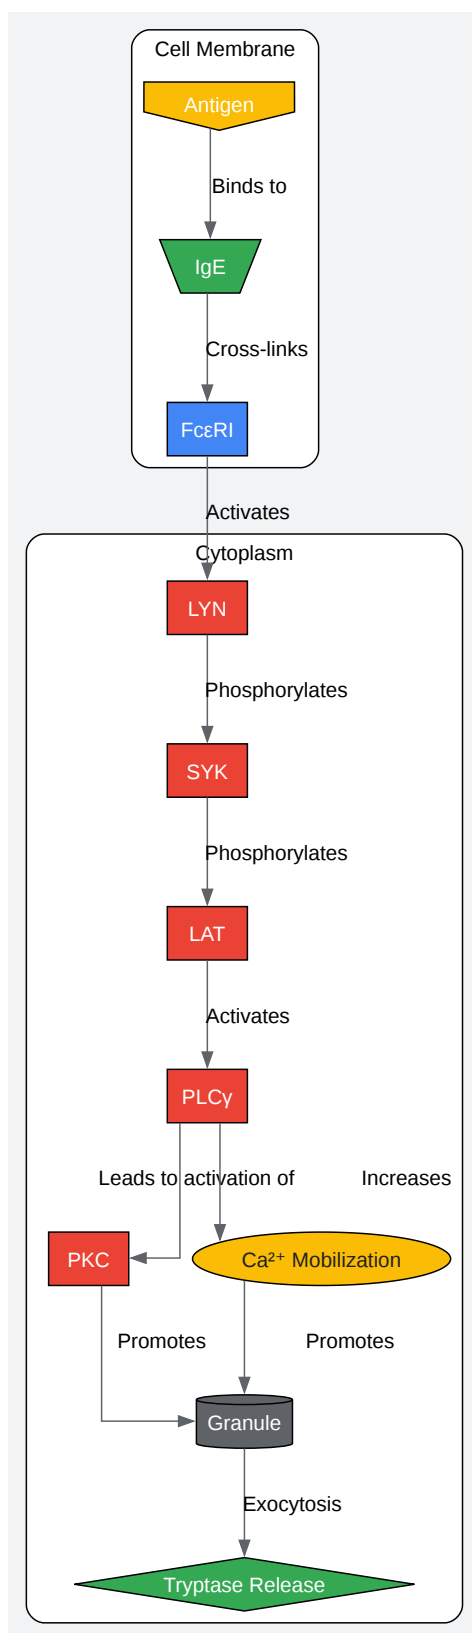 Cell Membrane
Antigen
Binds to
IgE
Cross-links
FcεRI
Activates
Cytoplasm
LYN
Phosphorylates
SYK
Phosphorylates
LAT
Activates
PLCγ
Leads to activation of
Increases
PKC
Ca²⁺ Mobilization
Promotes
Promotes
Granule
Exocytosis
Tryptase Release